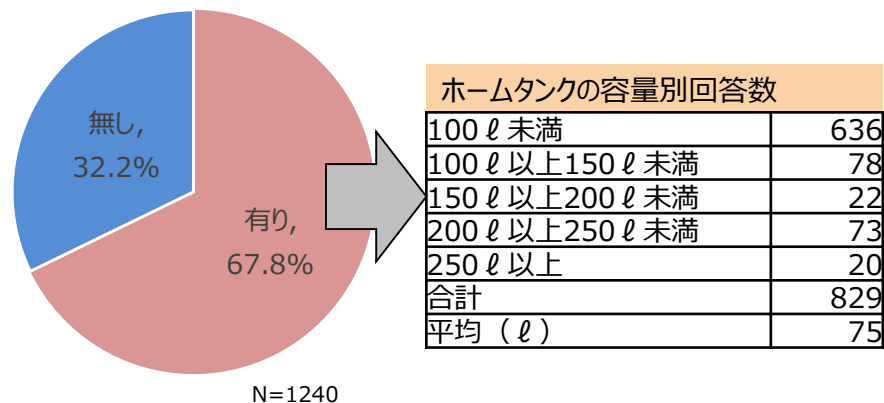 無し,
32.2%
有り,
67.8%
N=1240
ホームタンクの容量別回答数
100ℓ未満 636
100ℓ以上150ℓ未満 78
150ℓ以上200ℓ未満 22
200ℓ以上250ℓ未満 73
250ℓ以上 20
合計 829
平均（ℓ） 75